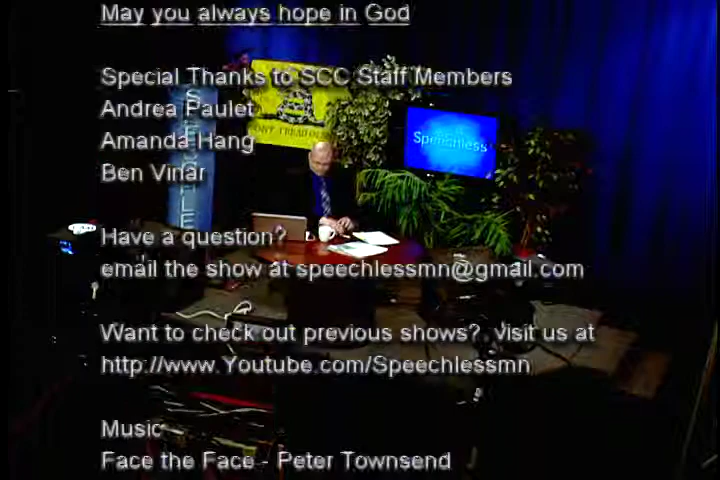 May you always hope in God
Special Thanks to SCC Staff Members
Andrea Paulet
Amanda Hang
Ben Vinar
Have a question?
email the show at speechlessmn@gmail.com
Want to check out previous shows?. visit us at
http://www.Youtube.com/Speechlessmn
Music
Face the Face - Peter Townsend
Speechless